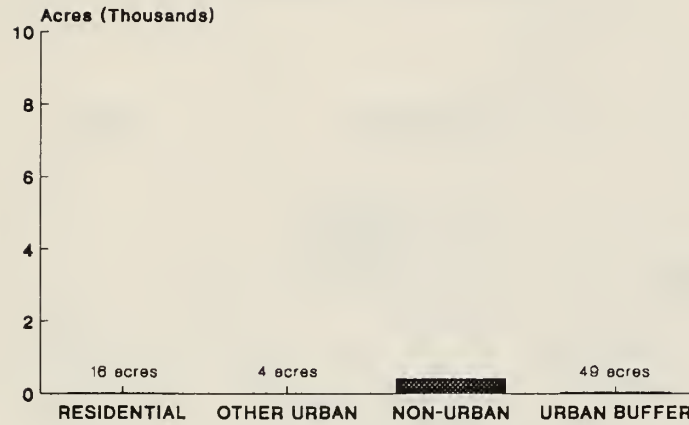 Acres (Thousands)
10
8
6
4
2
0
16 acres 4 acres 49 acres
RESIDENTIAL OTHER URBAN NON-URBAN URBAN BUFFER